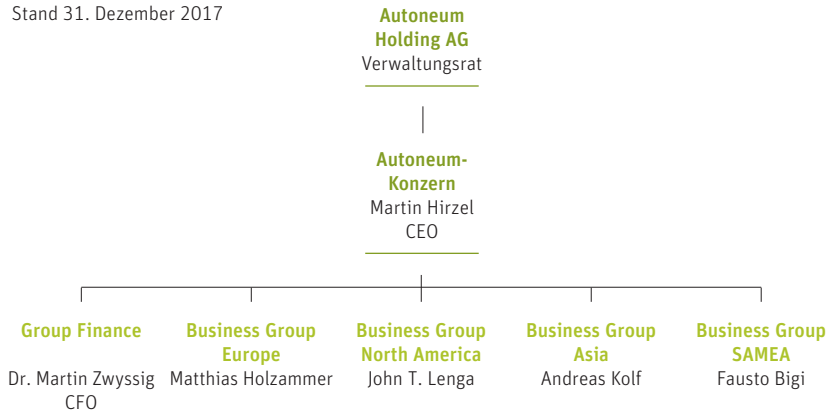 Stand 31. Dezember 2017
Autoneum
Holding AG
Verwaltungsrat
Autoneum-
Konzern
Martin Hirzel
CEO
Group Finance
Dr. Martin Zwyssig
CFO
Business Group
Europe
Matthias Holzammer
Business Group
North America
John T. Lenga
Business Group
Asia
Andreas Kolf
Business Group
SAMEA
Fausto Bigi